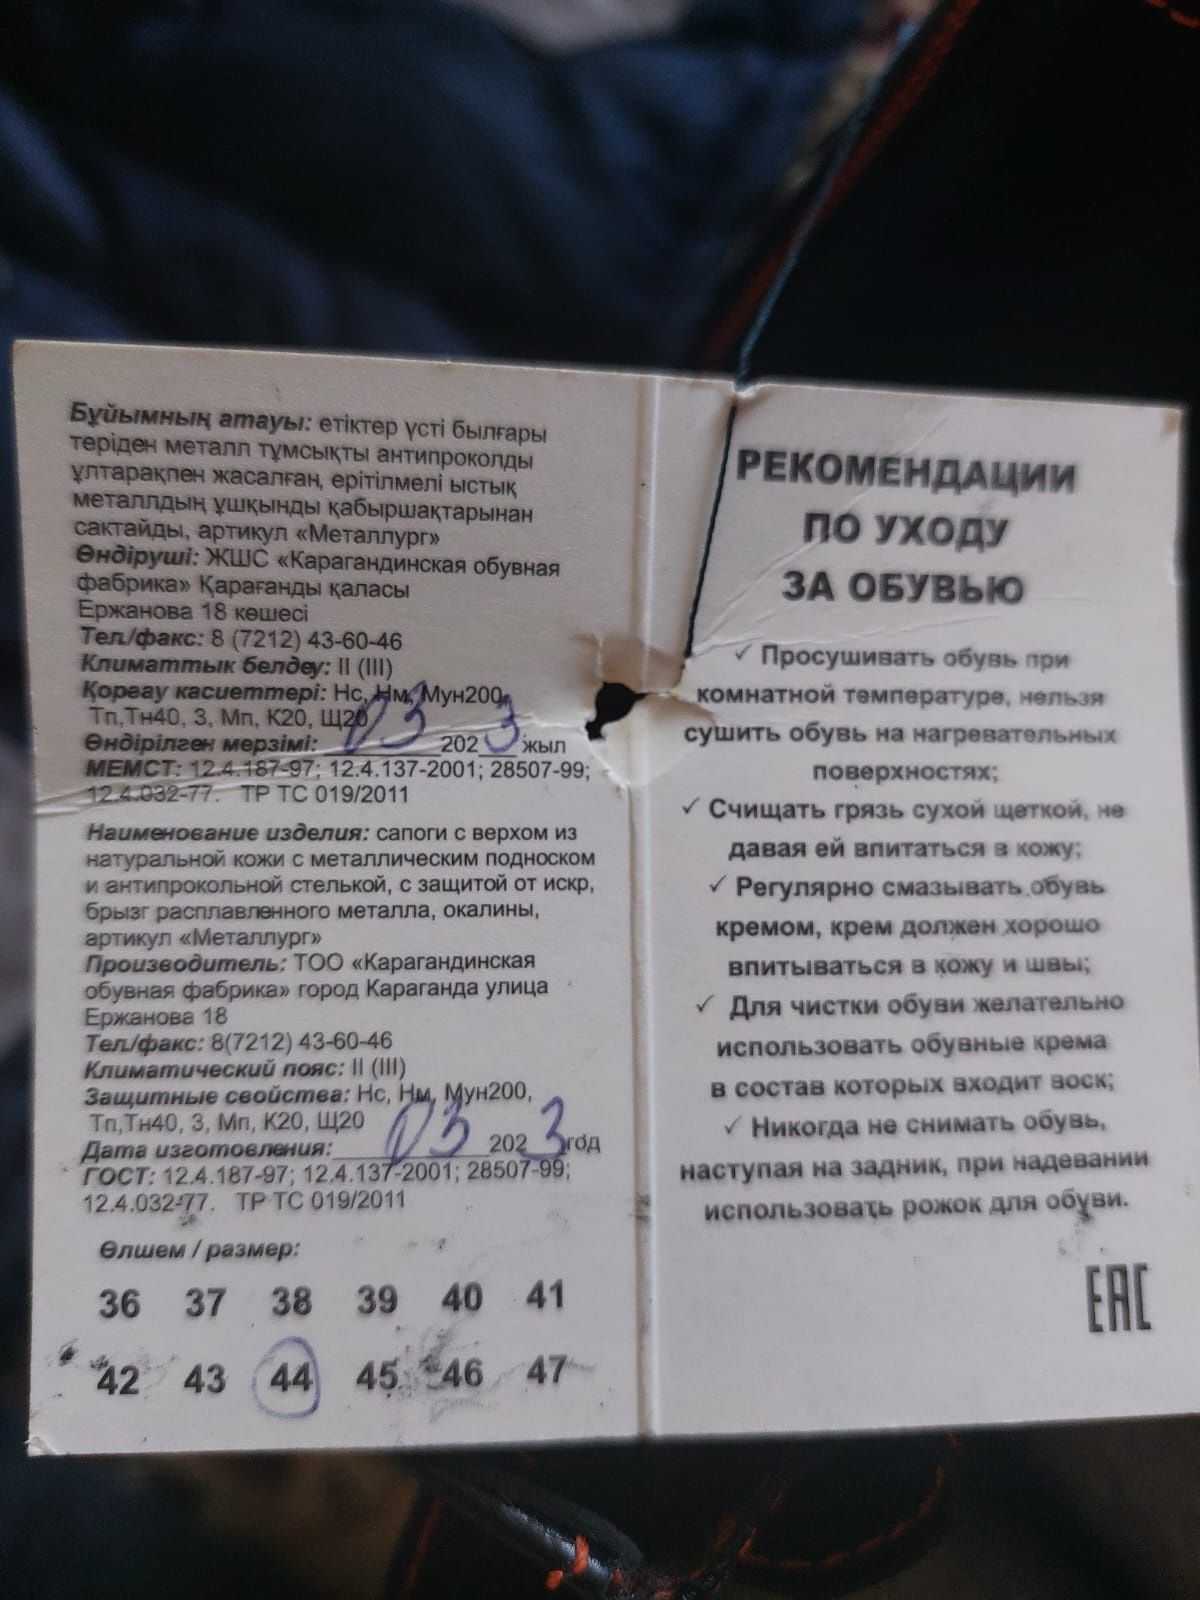 Бұйымның атауы: етіктер үсті былғары
теріден металл тұмсықты антипроколды
ұлтарақпен жасалған, ерітілмелі ыстық
металлдың ұшқынды қабыршақтарынан
сактайды, артикул «Металлург»
Өндіруші: ЖШС «Карагандинская обувная
фабрика» Қарағанды қаласы
Ержанова 18 көшесі
Тел./факс: 8 (7212) 43-60-46
Климаттык белдеу: II (III)
Қорғау касиеттері: Нс, Нм, Мун200,
Тп,Тн40, З, Мп, К20, Щ20
Өндірілген мерзімі: 03 2023 жыл
МЕМСТ: 12.4.187-97; 12.4.137-2001; 28507-99;
12.4.032-77. ТР ТС 019/2011
Наименование изделия: сапоги с верхом из
натуральной кожи с металлическим подноском
и антипрокольной стелькой, с защитой от искр,
брызг расплавленного металла, окалины,
артикул «Металлург»
Производитель: ТОО «Карагандинская
обувная фабрика» город Караганда улица
Ержанова 18
Тел./факс: 8(7212) 43-60-46
Климатический пояс: II (III)
Защитные свойства: Нс, Нм, Мун200,
Тп,Тн40, З, Мп, К20, Щ20
Дата изготовления: 03 2023 год
ГОСТ: 12.4.187-97; 12.4.137-2001; 28507-99;
12.4.032-77. ТР ТС 019/2011
Өлшем / размер:
36 37 38 39 40 41
42 43 44 45 46 47
РЕКОМЕНДАЦИИ
ПО УХОДУ
ЗА ОБУВЬЮ
✓ Просушивать обувь при
комнатной температуре, нельзя
сушить обувь на нагревательных
поверхностях;
✓ Счищать грязь сухой щеткой, не
давая ей впитаться в кожу;
✓ Регулярно смазывать обувь
кремом, крем должен хорошо
впитываться в кожу и швы;
✓ Для чистки обуви желательно
использовать обувные крема
в состав которых входит воск;
✓ Никогда не снимать обувь,
наступая на задник, при надевании
использовать рожок для обуви.
EAC